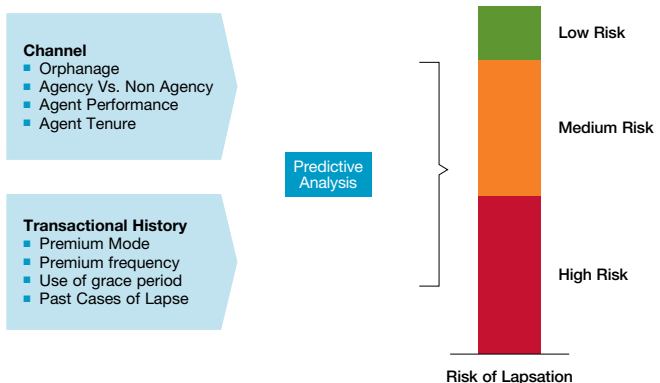 Channel
Orphanage
Agency Vs. Non Agency
Agent Performance
Agent Tenure
Transactional History
Premium Mode
Premium frequency
Use of grace period
Past Cases of Lapse
Predictive
Analysis
Low Risk
Medium Risk
High Risk
Risk of Lapsation